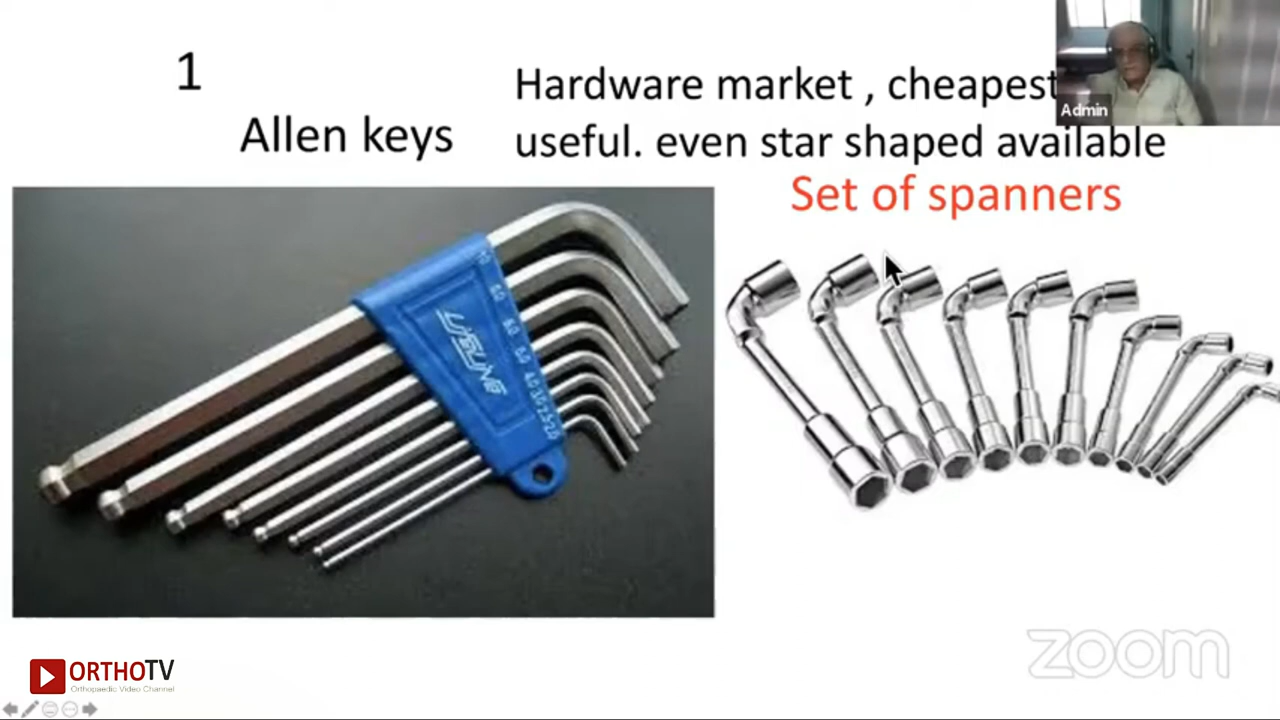 1
Allen keys
Hardware market , cheapest
useful. even star shaped available
Set of spanners
Admin
ORTHOTV
Orthopaedic Video Channel
zoom